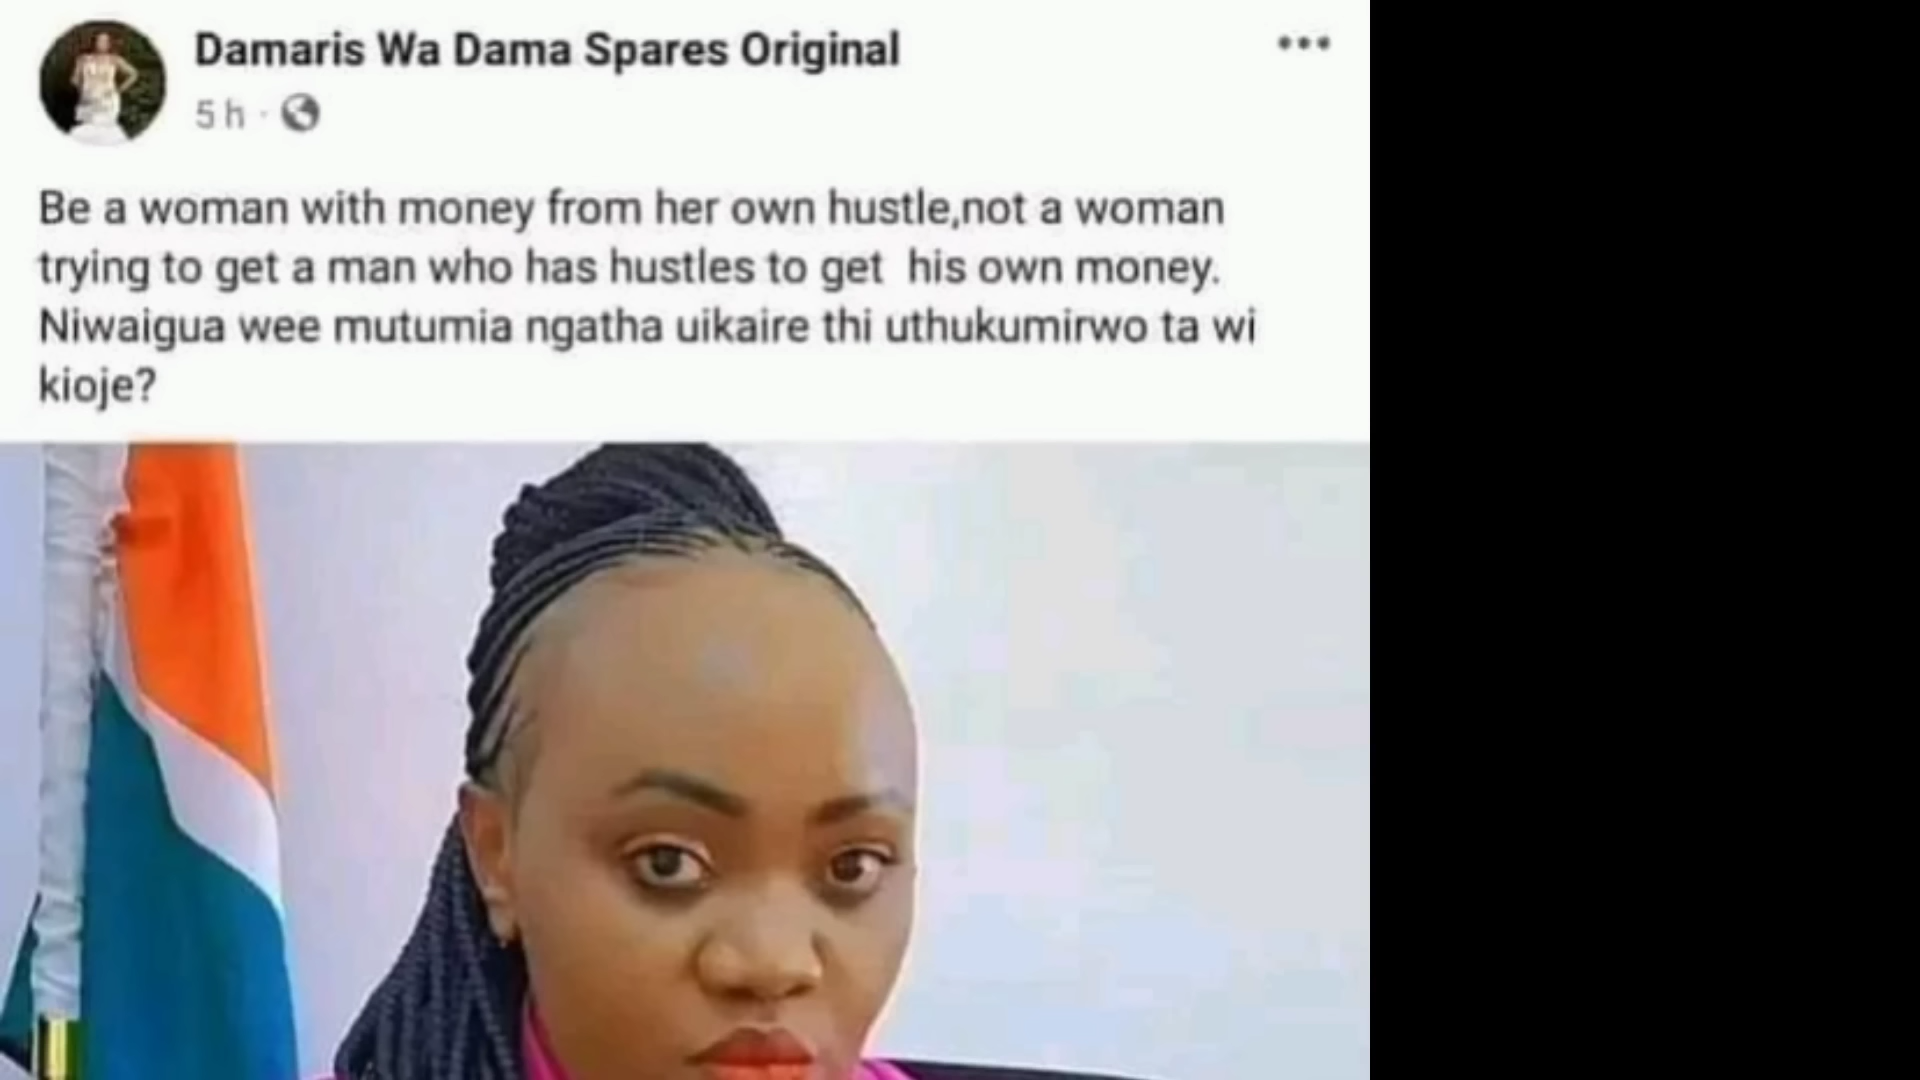 Damaris Wa Dama Spares Original
5 h ·
Be a woman with money from her own hustle,not a woman
trying to get a man who has hustles to get  his own money.
Niwaigua wee mutumia ngatha uikaire thi uthukumirwo ta wi
kioje?